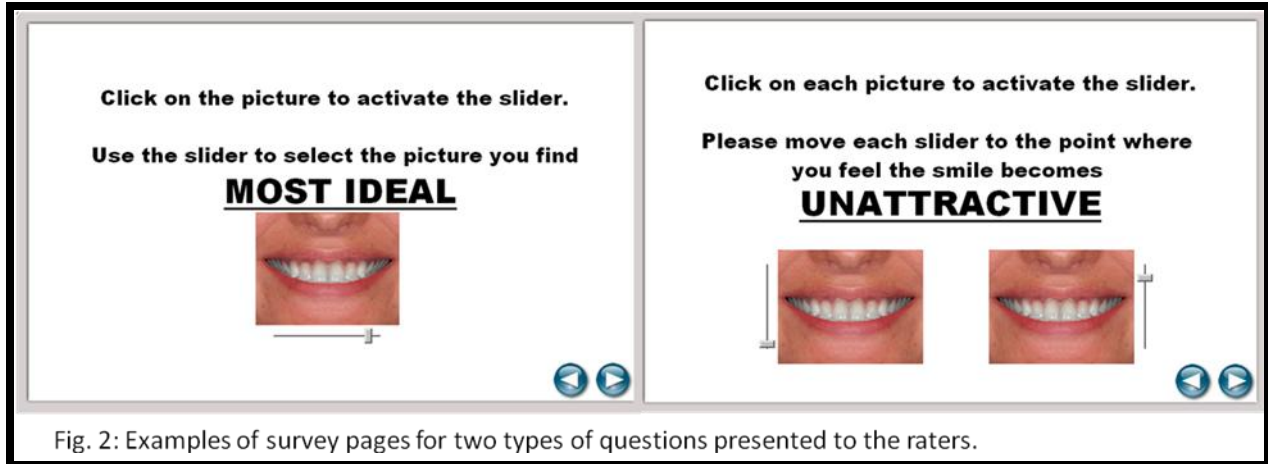 Click on the picture to activate the slider.
Use the slider to select the picture you find
MOST IDEAL
Click on each picture to activate the slider.
Please move each slider to the point where
you feel the smile becomes
UNATTRACTIVE
Fig. 2: Examples of survey pages for two types of questions presented to the raters.